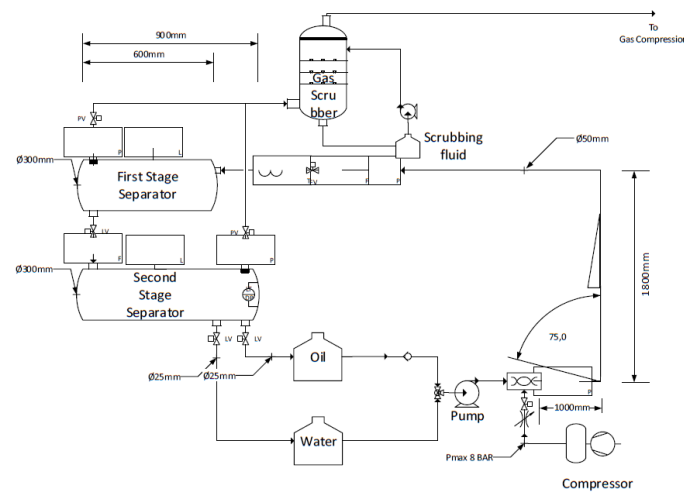 900mm
600mm
To
Gas Compression
Gas
Scru
bber
PV
P
L
Scrubbing
fluid
Ø50mm
Ø300mm
First Stage
Separator
F
P
LV
PV
F
L
P
1800mm
Ø300mm
Second
Stage
Separator
75,0
LV
LV
Ø25mm
Ø25mm
Oil
Pump
P
1000mm
Water
Pmax 8 BAR
Compressor